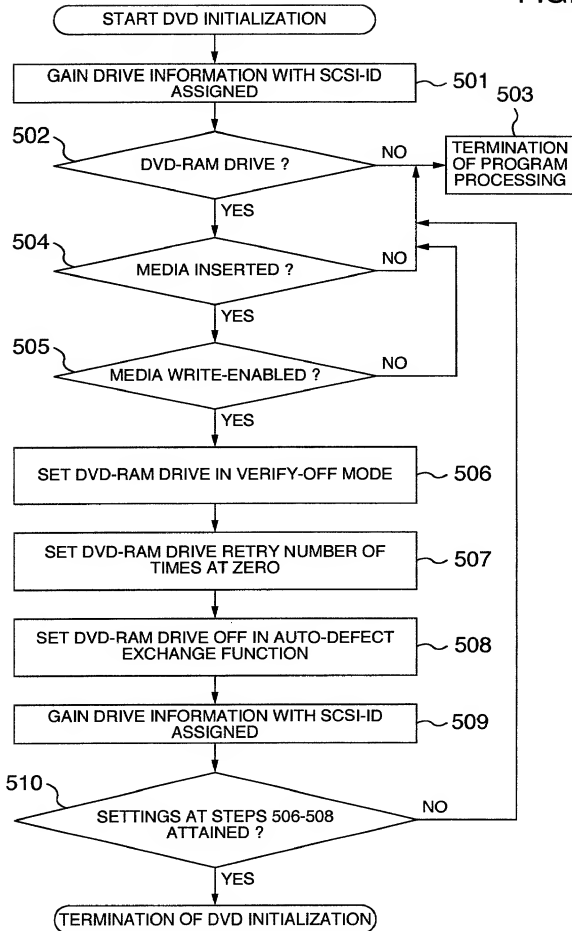 START DVD INITIALIZATION
GAIN DRIVE INFORMATION WITH SCSI-ID
ASSIGNED
501
502
DVD-RAM DRIVE ?
NO
503
TERMINATION
OF PROGRAM
PROCESSING
YES
504
MEDIA INSERTED ?
NO
YES
505
MEDIA WRITE-ENABLED ?
NO
YES
SET DVD-RAM DRIVE IN VERIFY-OFF MODE
506
SET DVD-RAM DRIVE RETRY NUMBER OF
TIMES AT ZERO
507
SET DVD-RAM DRIVE OFF IN AUTO-DEFECT
EXCHANGE FUNCTION
508
GAIN DRIVE INFORMATION WITH SCSI-ID
ASSIGNED
509
510
SETTINGS AT STEPS 506-508
ATTAINED ?
NO
YES
TERMINATION OF DVD INITIALIZATION